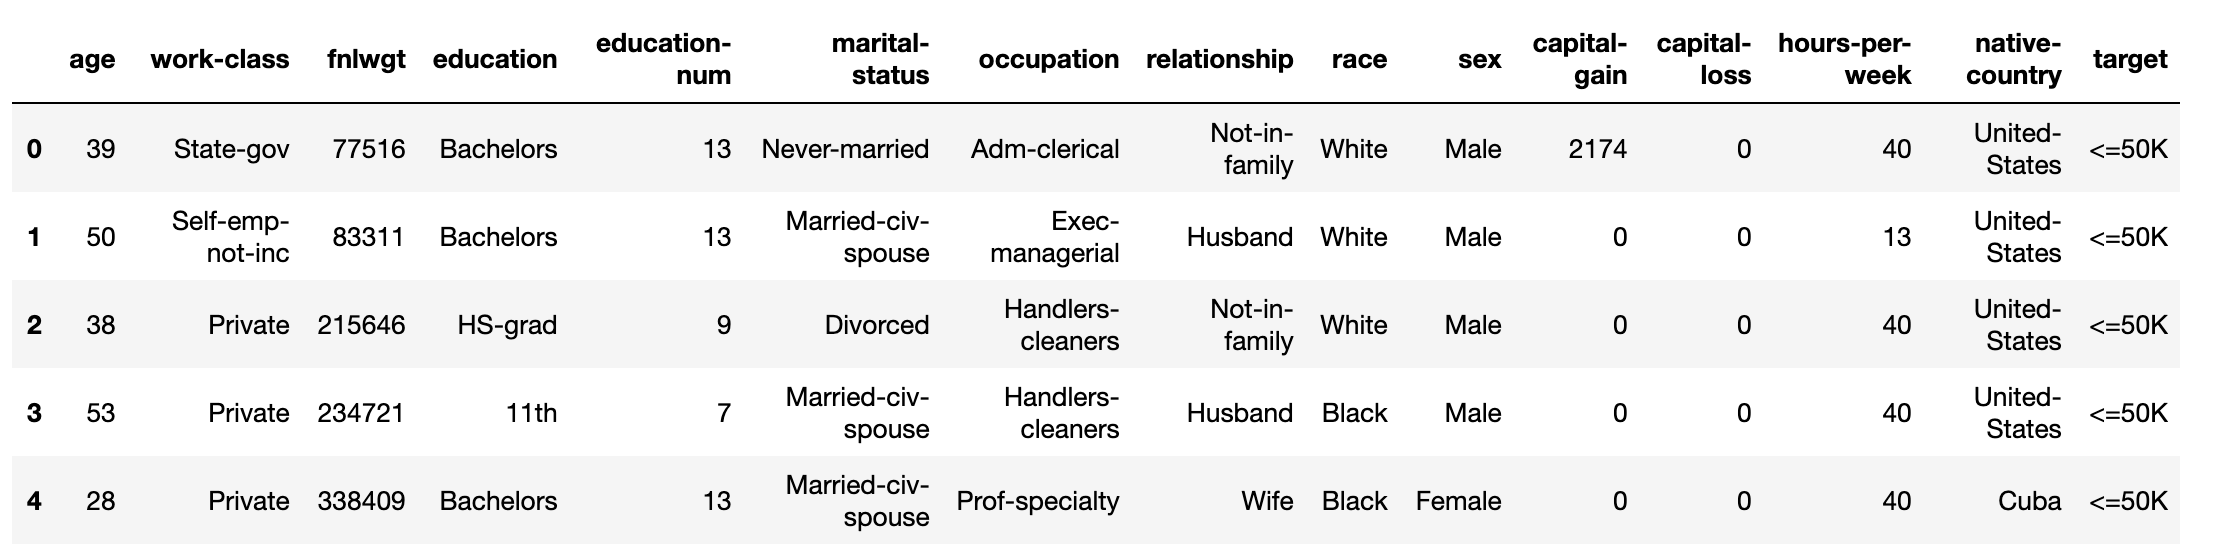 age work-class fnlwgt education education-num marital-status occupation relationship race sex capital-gain capital-loss hours-per-week native-country target
0 39 State-gov 77516 Bachelors 13 Never-married Adm-clerical Not-in-family White Male 2174 0 40 United-States <=50K
1 50 Self-emp-not-inc 83311 Bachelors 13 Married-civ-spouse Exec-managerial Husband White Male 0 0 13 United-States <=50K
2 38 Private 215646 HS-grad 9 Divorced Handlers-cleaners Not-in-family White Male 0 0 40 United-States <=50K
3 53 Private 234721 11th 7 Married-civ-spouse Handlers-cleaners Husband Black Male 0 0 40 United-States <=50K
4 28 Private 338409 Bachelors 13 Married-civ-spouse Prof-specialty Wife Black Female 0 0 40 Cuba <=50K